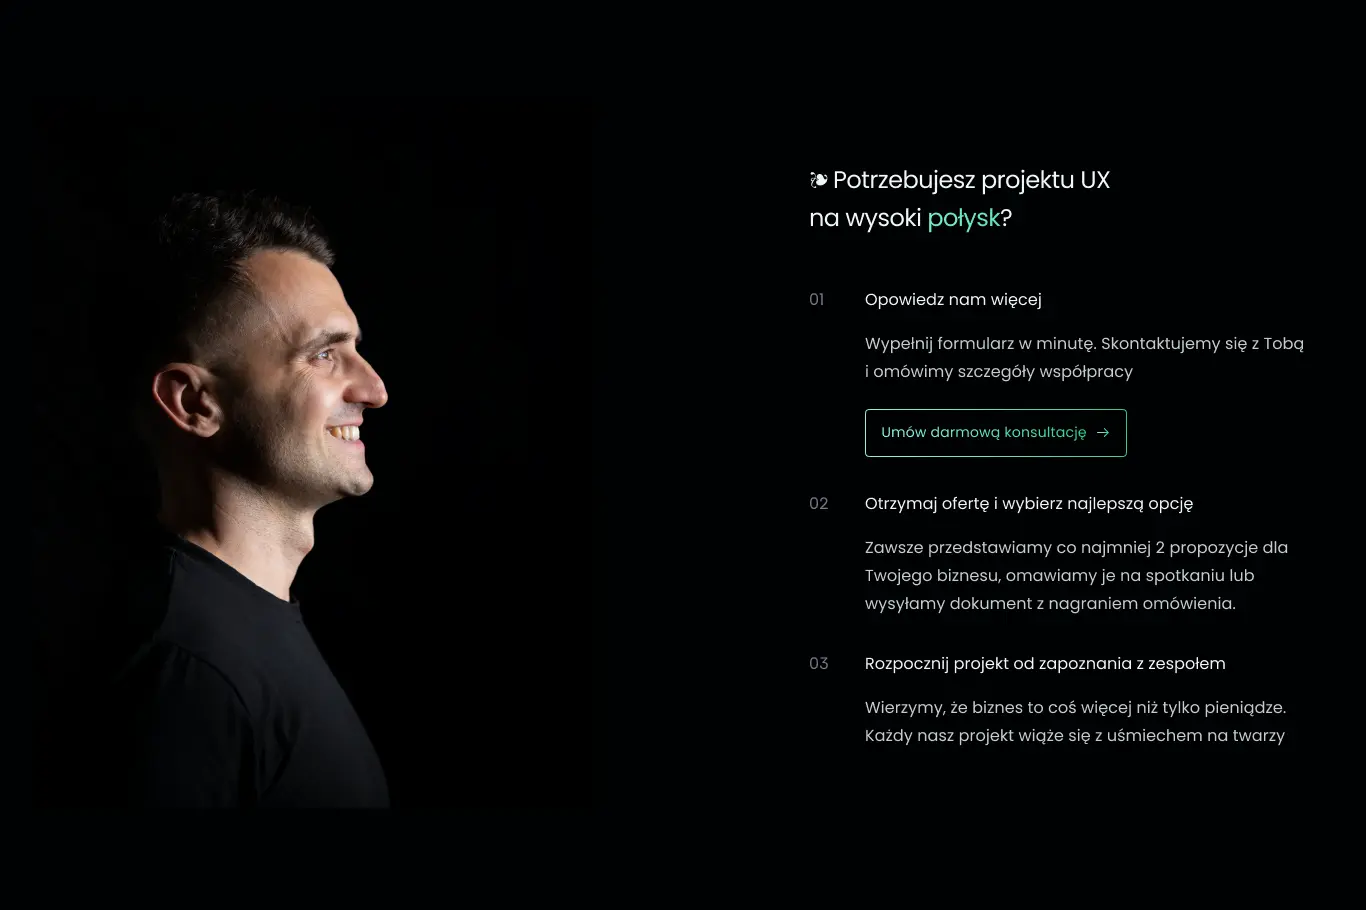 ❧ Potrzebujesz projektu UX
na wysoki połysk?
01
Opowiedz nam więcej
Wypełnij formularz w minutę. Skontaktujemy się z Tobą
i omówimy szczegóły współpracy
Umów darmową konsultację →
02
Otrzymaj ofertę i wybierz najlepszą opcję
Zawsze przedstawiamy co najmniej 2 propozycje dla
Twojego biznesu, omawiamy je na spotkaniu lub
wysyłamy dokument z nagraniem omówienia.
03
Rozpocznij projekt od zapoznania z zespołem
Wierzymy, że biznes to coś więcej niż tylko pieniądze.
Każdy nasz projekt wiąże się z uśmiechem na twarzy